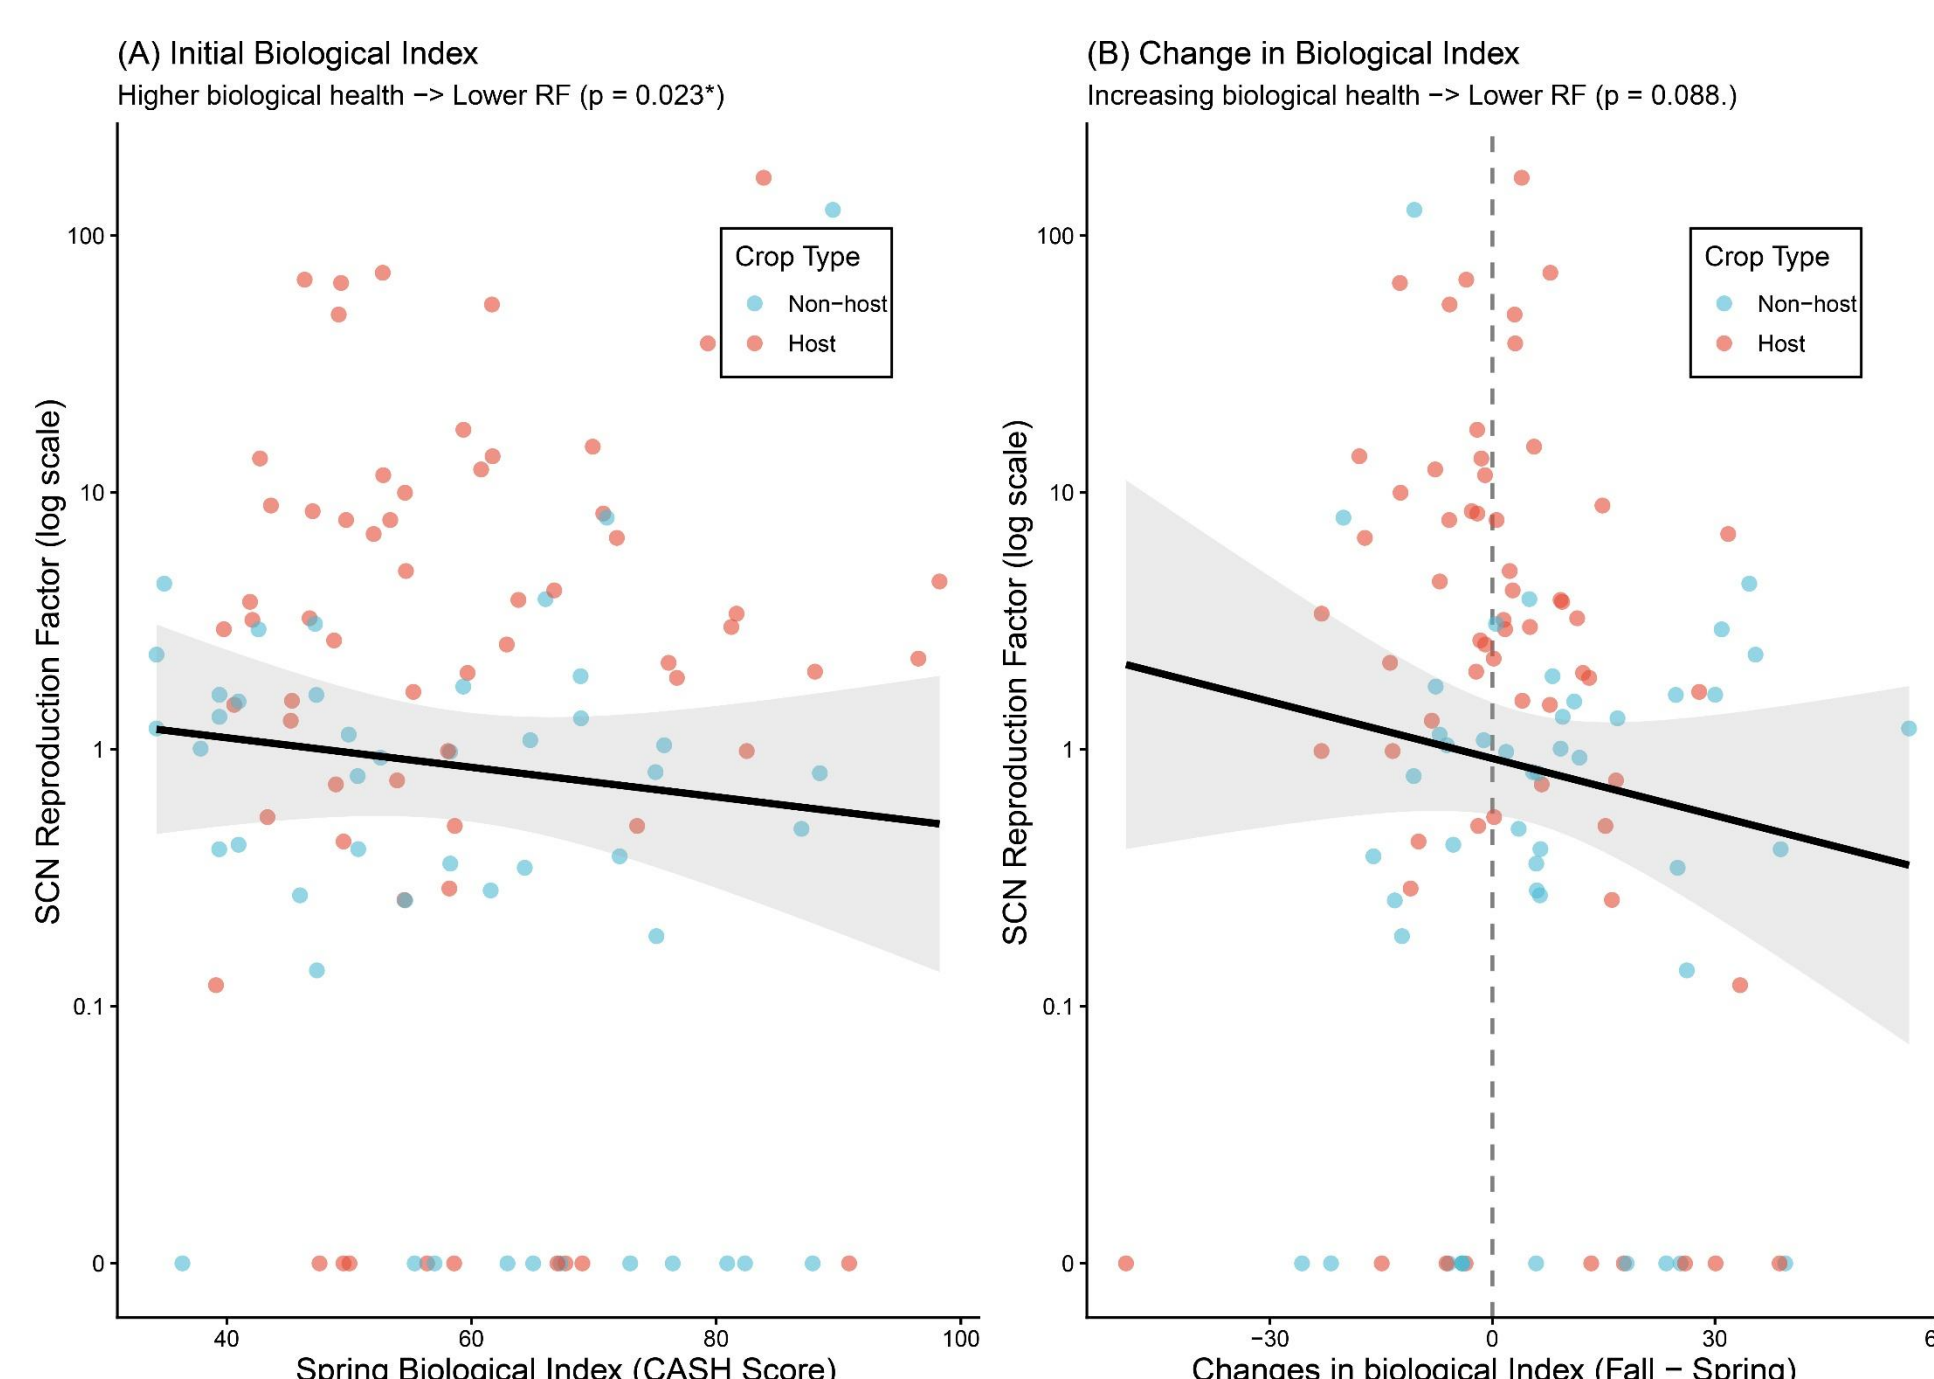 (A) Initial Biological Index
Higher biological health −> Lower RF (p = 0.023*)
SCN Reproduction Factor (log scale)
100
10
1
0.1
0
40
60
80
100
Spring Biological Index (CASH Score)
Crop Type
Non−host
Host
(B) Change in Biological Index
Increasing biological health −> Lower RF (p = 0.088.)
SCN Reproduction Factor (log scale)
100
10
1
0.1
0
−30
0
30
Changes in biological Index (Fall − Spring)
Crop Type
Non−host
Host